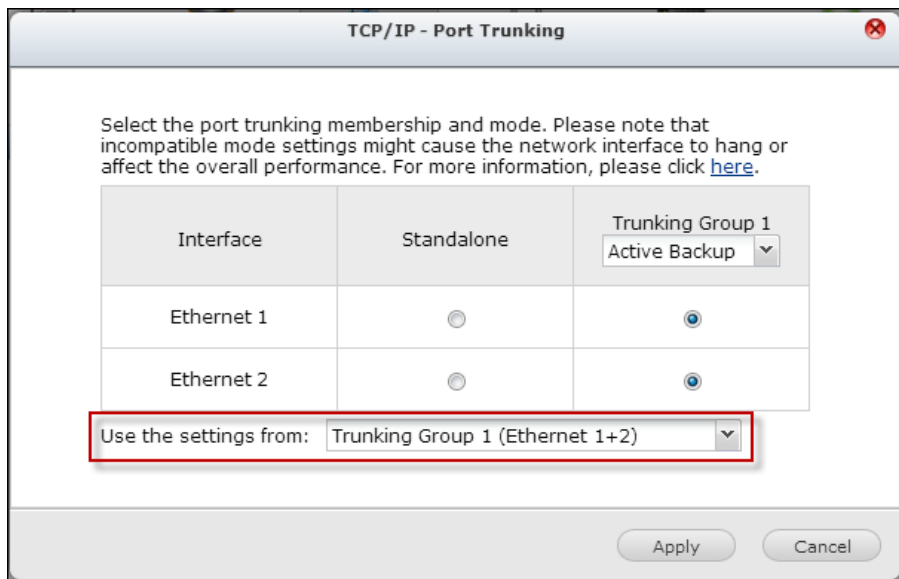 TCP/IP - Port Trunking
Select the port trunking membership and mode. Please note that
incompatible mode settings might cause the network interface to hang or
affect the overall performance. For more information, please click here.
Interface
Standalone
Trunking Group 1
Active Backup
Ethernet 1
Ethernet 2
Use the settings from: Trunking Group 1 (Ethernet 1+2)
Apply Cancel